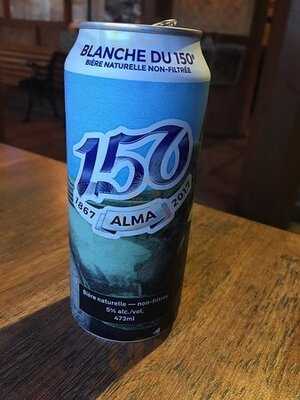 BLANCHE DU 150e
BIÈRE NATURELLE NON-FILTRÉE
150
1867 ALMA 2017
Bière naturelle — non-filtrée
5% alc./vol.
473ml